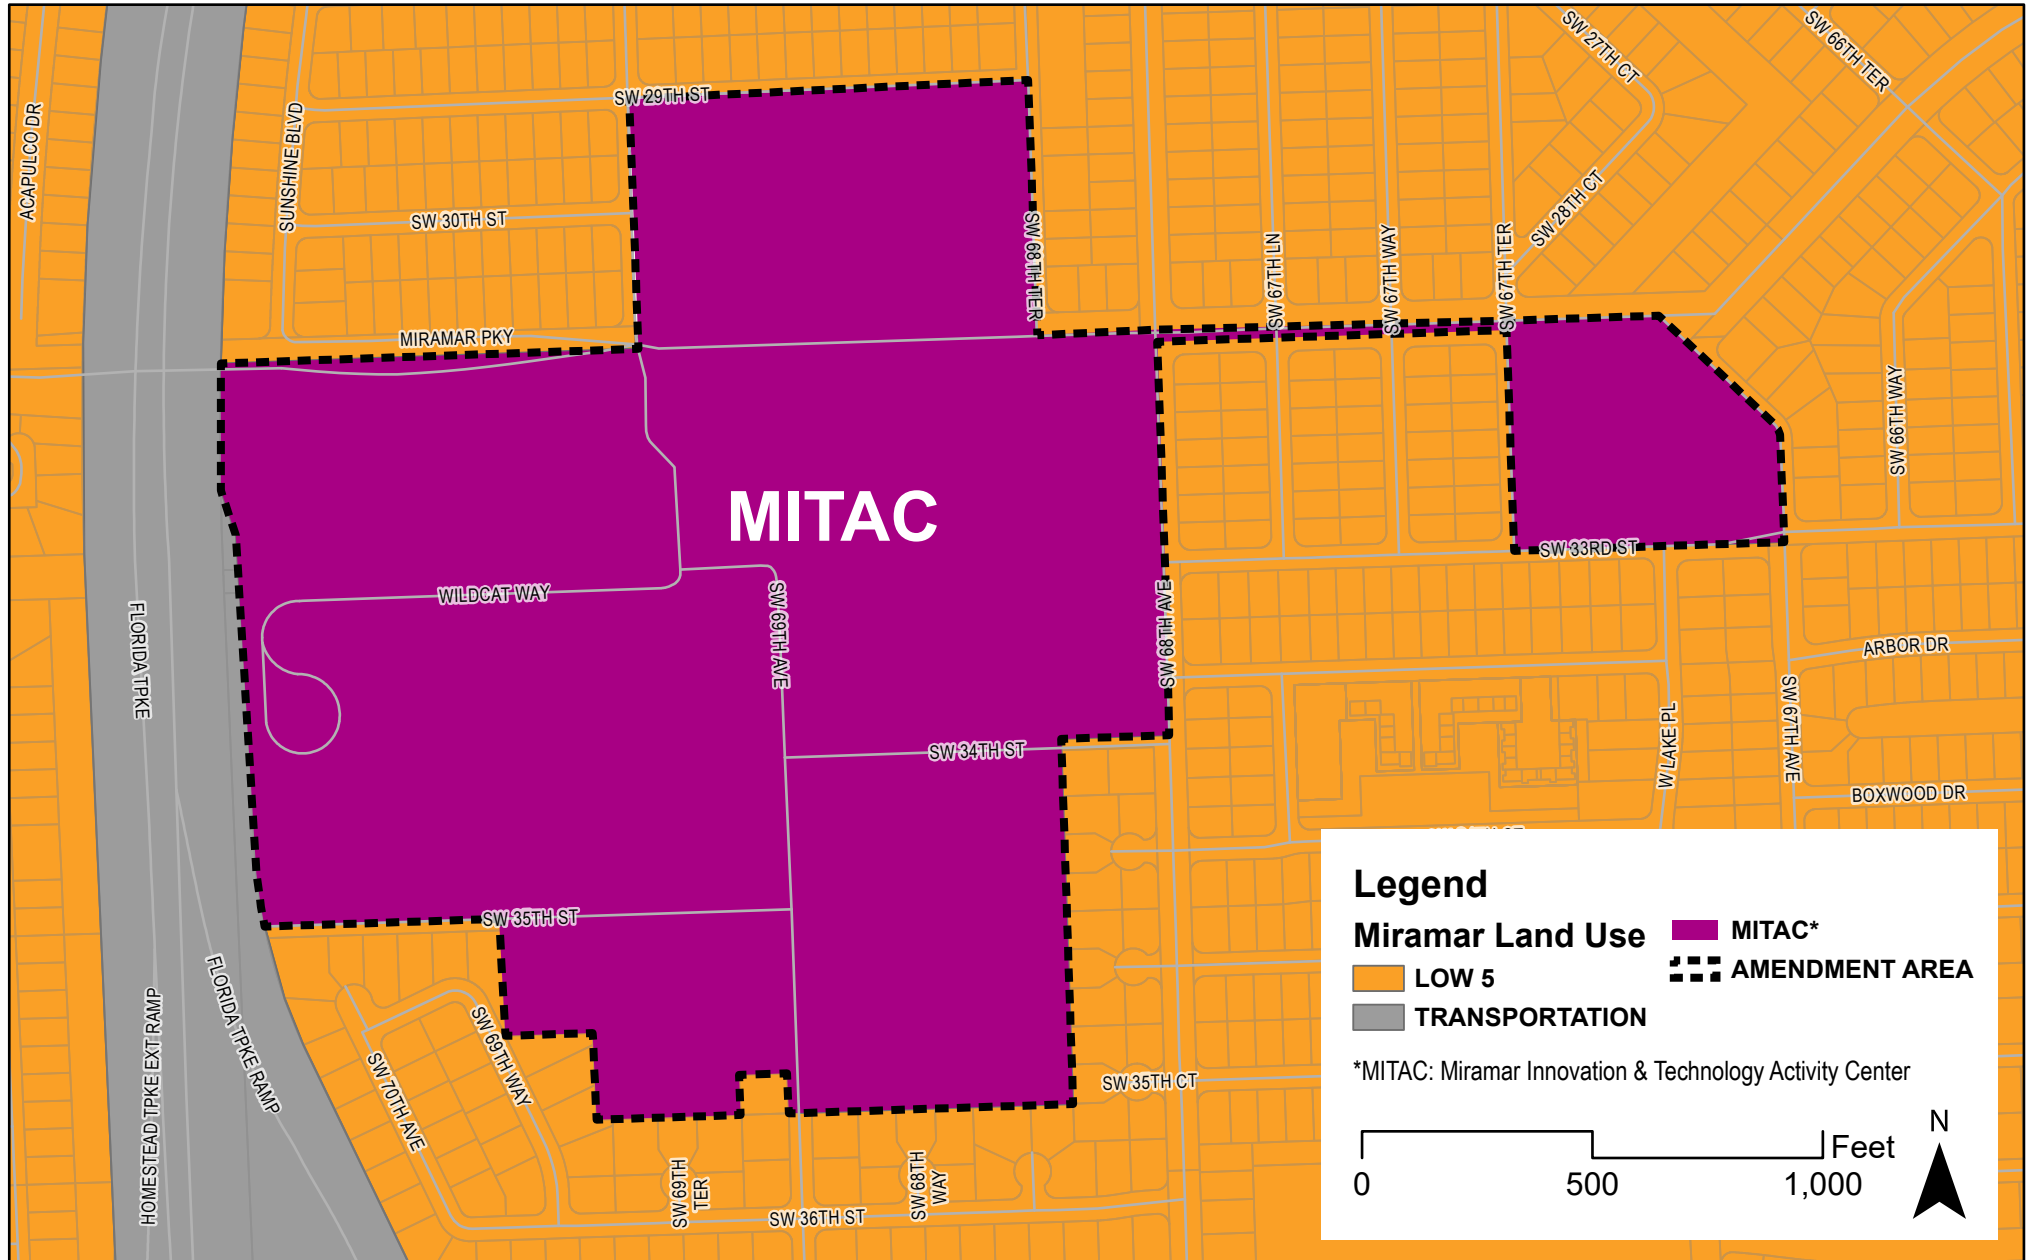 SW 27TH CT
SW 66TH TER
ACAPULCO DR
SUNSHINE BLVD
SW 29TH ST
SW 30TH ST
SW 68TH TER
SW 67TH LN
SW 67TH WAY
SW 67TH TER
SW 28TH CT
MIRAMAR PKY
SW 66TH WAY
MITAC
SW 33RD ST
WILDCAT WAY
SW 69TH AVE
SW 68TH AVE
FLORIDA TPKE
ARBOR DR
SW 34TH ST
W LAKE PL
SW 67TH AVE
BOXWOOD DR
SW 35TH ST
FLORIDA TPKE RAMP
HOMESTEAD TPKE EXT RAMP
SW 70TH AVE
SW 69TH WAY
SW 35TH CT
SW 69TH
TER
SW 68TH
WAY
SW 36TH ST
Legend
Miramar Land Use
LOW 5
TRANSPORTATION
MITAC*
AMENDMENT AREA
*MITAC: Miramar Innovation & Technology Activity Center
N
Feet
0 500 1,000